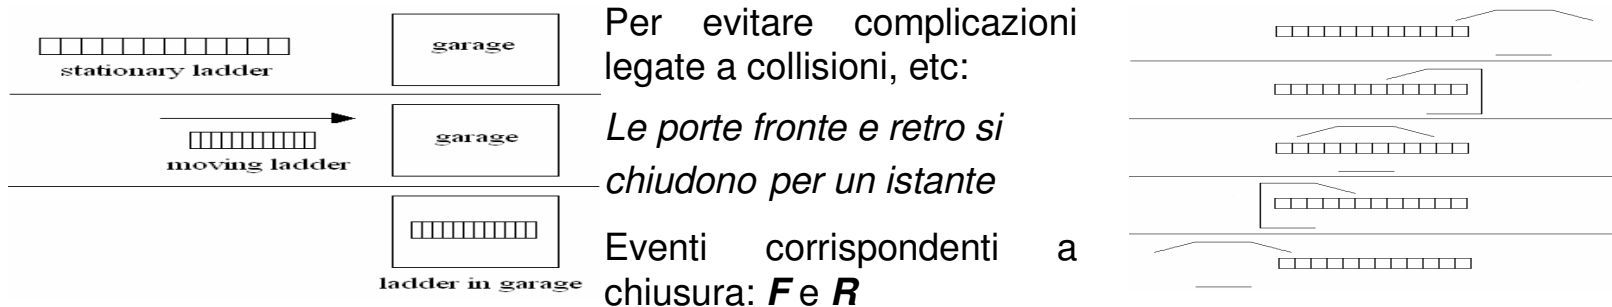 garage
stationary ladder
garage
moving ladder
ladder in garage
Per evitare complicazioni
legate a collisioni, etc:
Le porte fronte e retro si
chiudono per un istante
Eventi corrispondenti a
chiusura: F e R